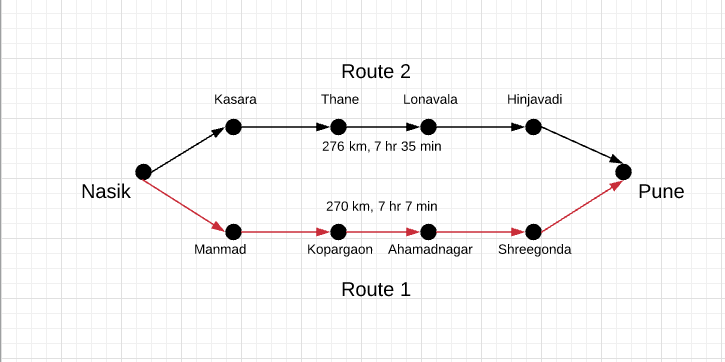 Route 2
Kasara Thane Lonavala Hinjavadi
276 km, 7 hr 35 min
Nasik Pune
270 km, 7 hr 7 min
Manmad Kopargaon Ahamadnagar Shreegonda
Route 1